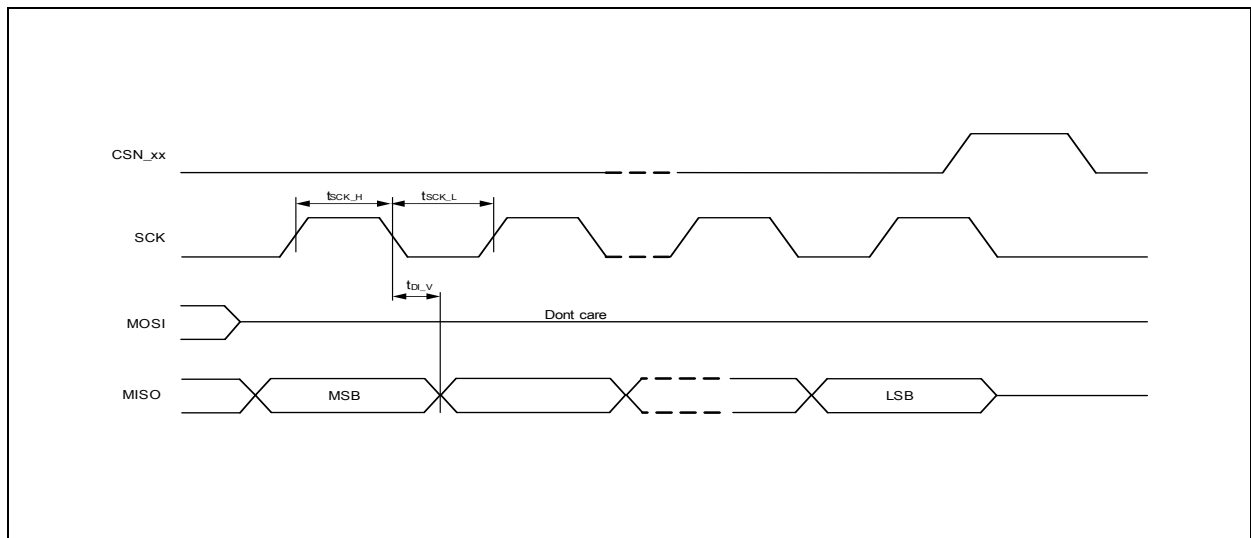 CSN_xx
tSCK_H
tSCK_L
SCK
tDI_V
MOSI
Dont care
MISO
MSB
LSB